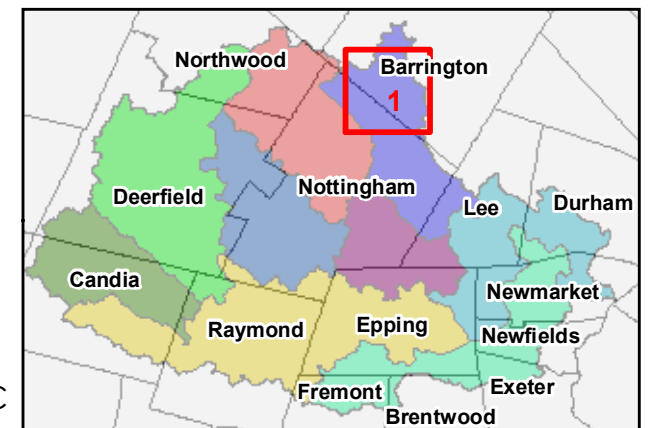 Northwood
Barrington
1
Nottingham
Deerfield
Lee
Durham
Candia
Newmarket
Raymond
Epping
Newfields
Fremont
Exeter
Brentwood
C